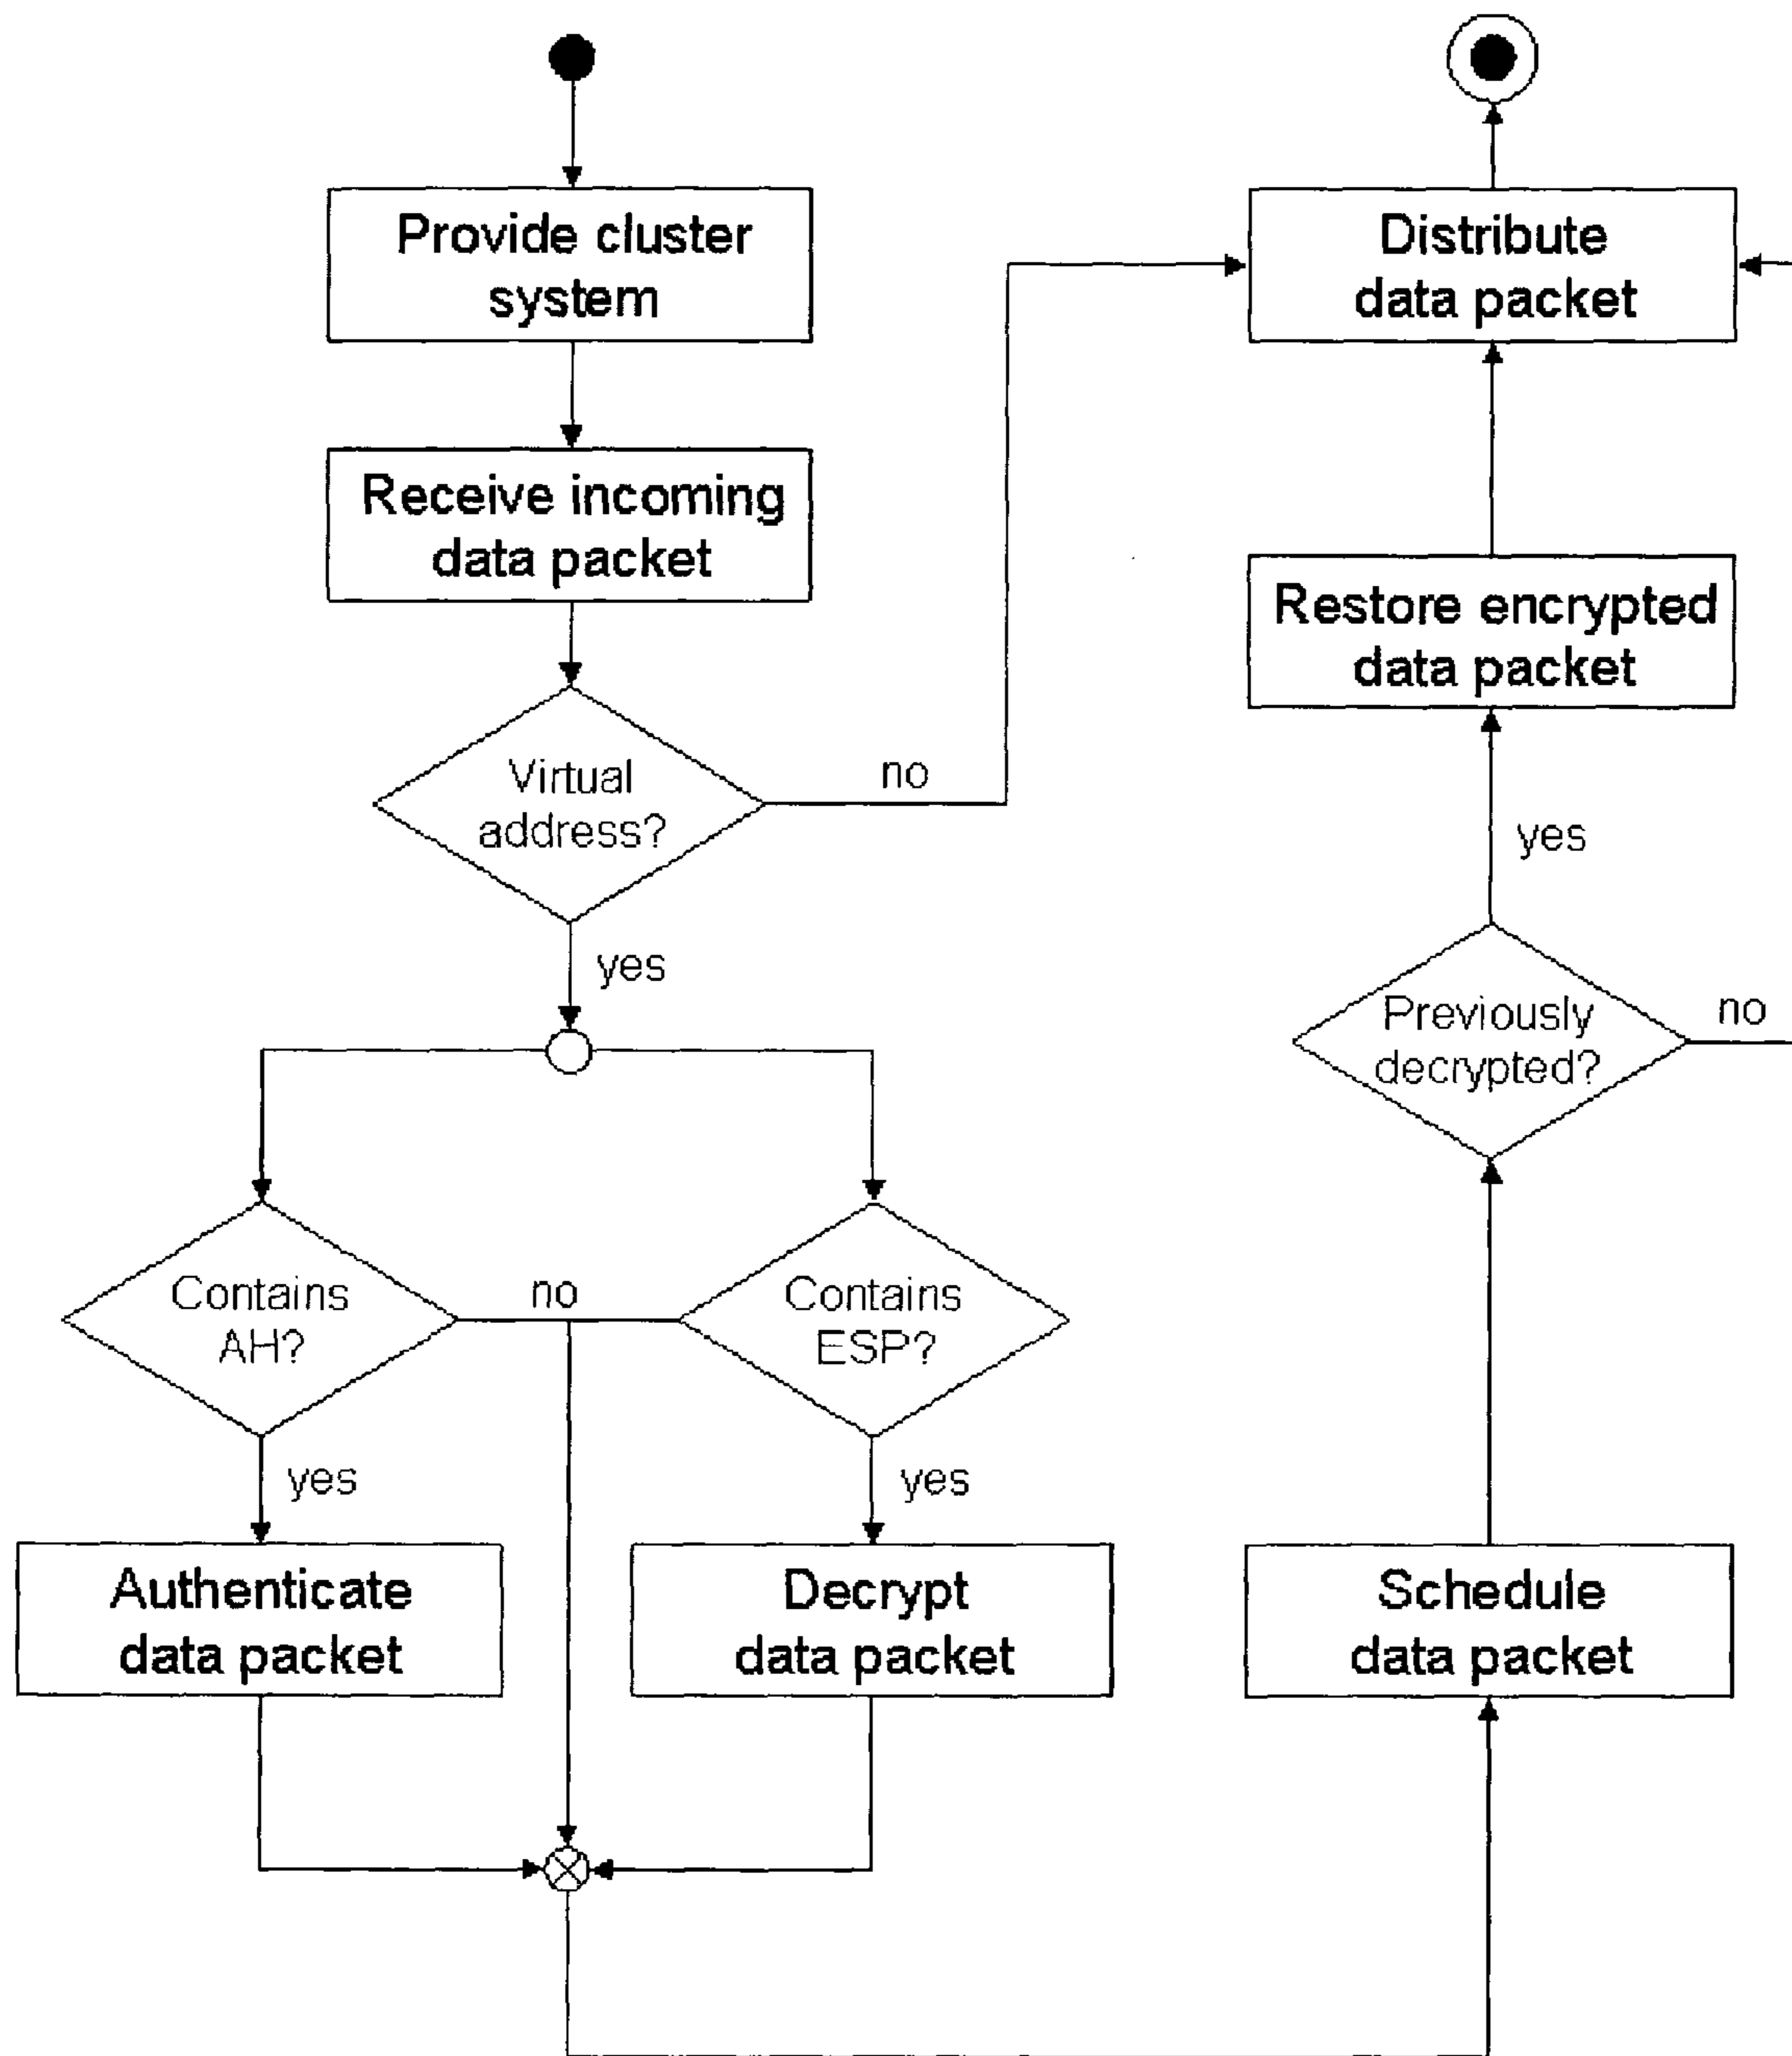 Provide cluster
system
Receive incoming
data packet
Virtual
address?
no
yes
Contains
AH?
no
Contains
ESP?
yes
yes
Authenticate
data packet
Decrypt
data packet
Schedule
data packet
Previously
decrypted?
no
yes
Restore encrypted
data packet
Distribute
data packet